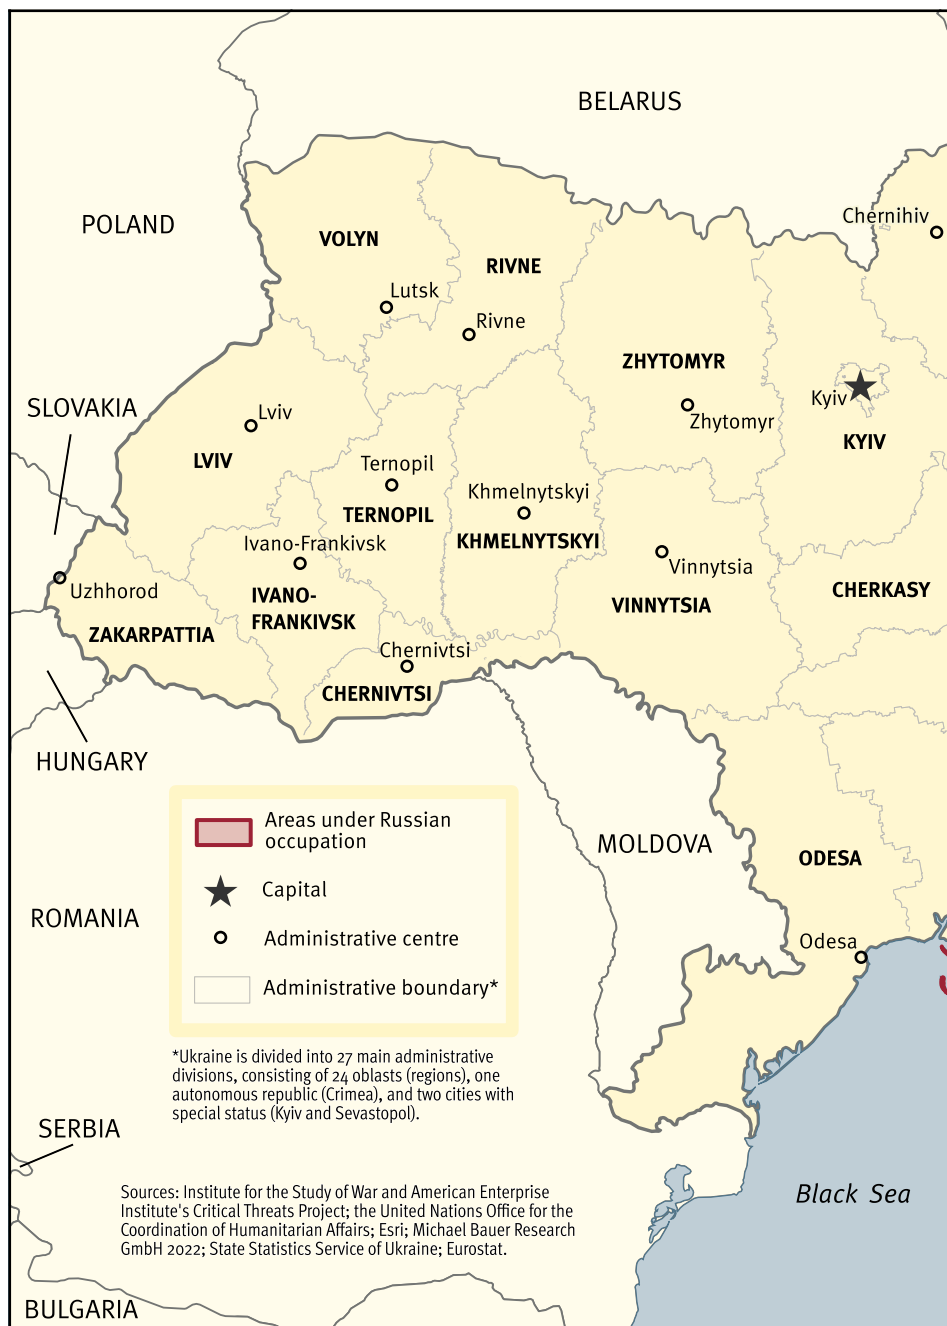 BELARUS
Chernihiv
POLAND
VOLYN
RIVNE
Lutsk
Rivne
ZHYTOMYR
Kyiv
SLOVAKIA
Lviv
Zhytomyr
KYIV
LVIV
Ternopil
Khmelnytskyi
TERNOPIL
KHMELNYTSKYI
Ivano-Frankivsk
Vinnytsia
Uzhhorod
IVANO-
FRANKIVSK
VINNYTSIA
CHERKASY
ZAKARPATTIA
Chernivtsi
CHERNIVTSI
HUNGARY
Areas under Russian
occupation
MOLDOVA
ODESA
Capital
ROMANIA
Administrative centre
Odesa
Administrative boundary*
*Ukraine is divided into 27 main administrative
divisions, consisting of 24 oblasts (regions), one
autonomous republic (Crimea), and two cities with
special status (Kyiv and Sevastopol).
SERBIA
Black Sea
Sources: Institute for the Study of War and American Enterprise
Institute's Critical Threats Project; the United Nations Office for the
Coordination of Humanitarian Affairs; Esri; Michael Bauer Research
GmbH 2022; State Statistics Service of Ukraine; Eurostat.
BULGARIA